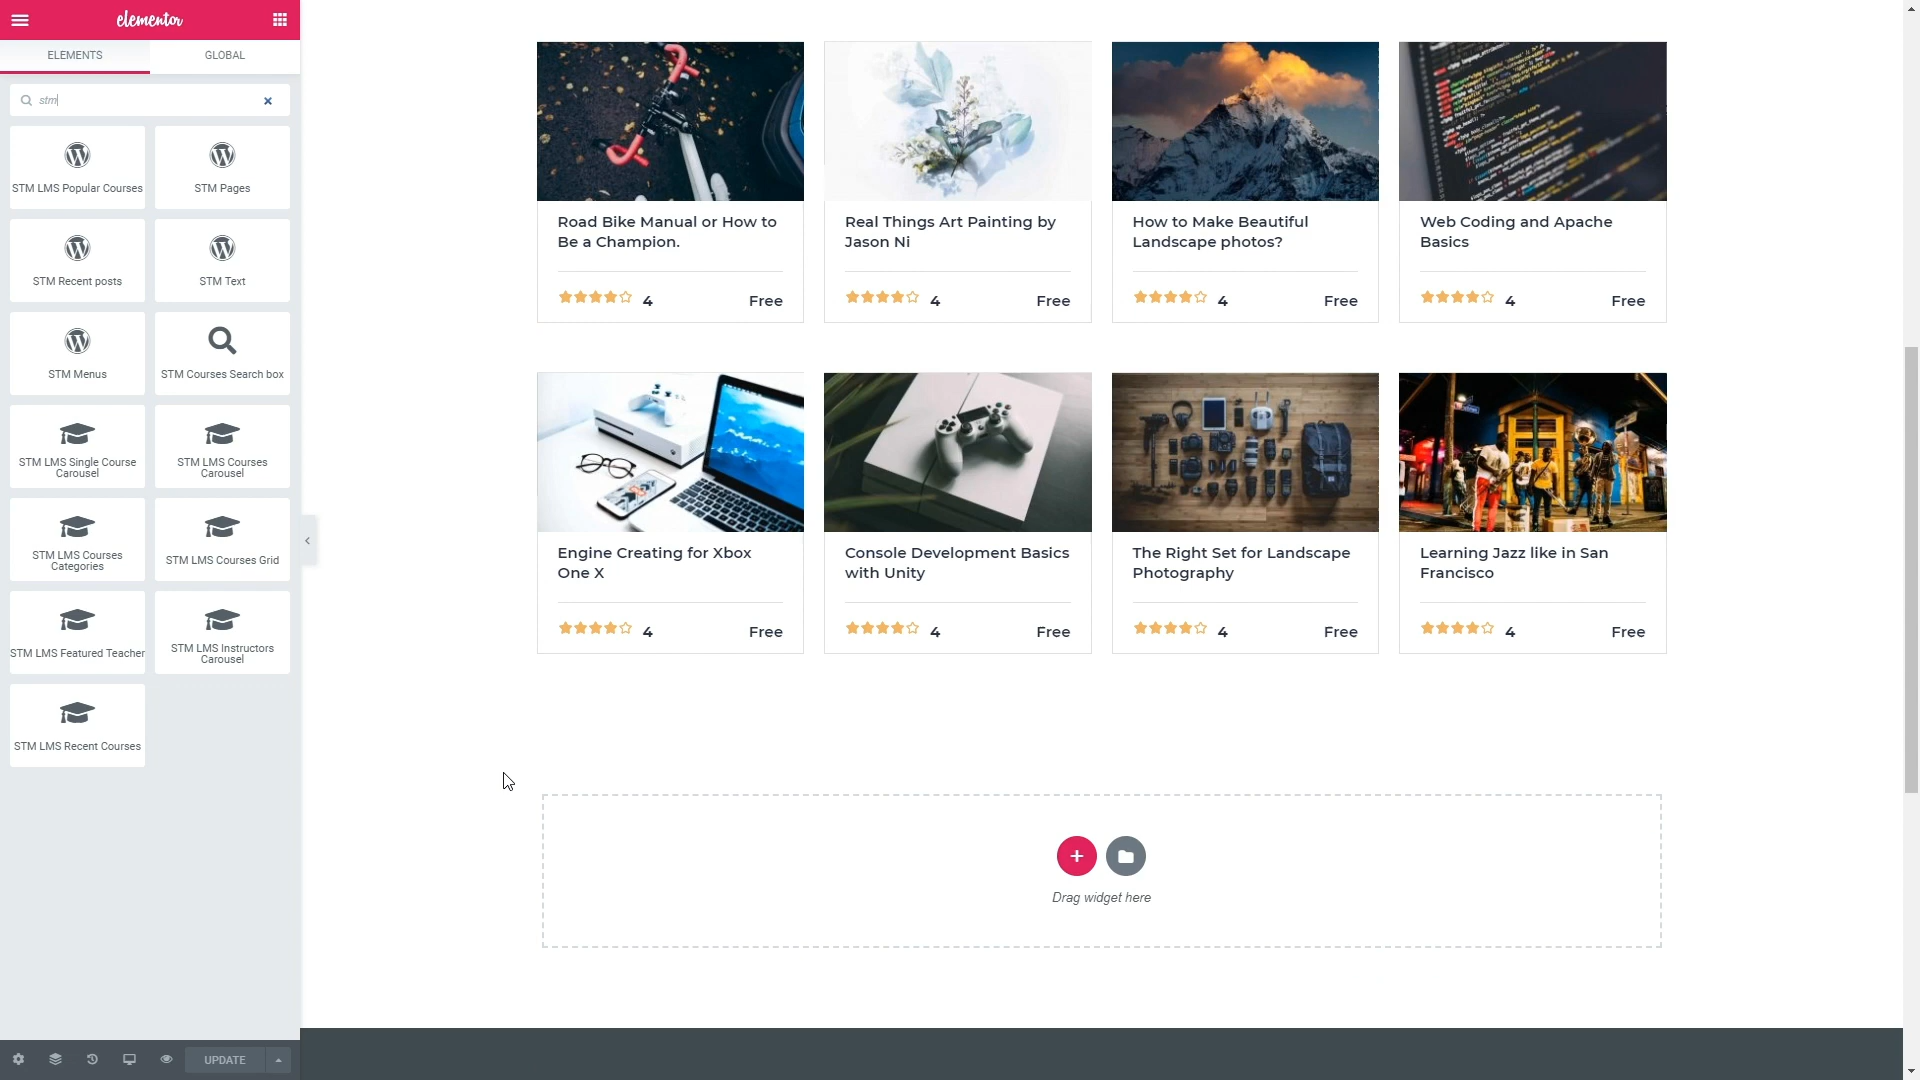 elementor
ELEMENTS
GLOBAL
stm
STM LMS Popular Courses
STM Pages
STM Recent posts
STM Text
STM Menus
STM Courses Search box
STM LMS Single Course
Carousel
STM LMS Courses
Carousel
STM LMS Courses
Categories
STM LMS Courses Grid
STM LMS Featured Teacher
STM LMS Instructors
Carousel
STM LMS Recent Courses
UPDATE
Road Bike Manual or How to
Be a Champion.
4 Free
Real Things Art Painting by
Jason Ni
4 Free
How to Make Beautiful
Landscape photos?
4 Free
Web Coding and Apache
Basics
4 Free
Engine Creating for Xbox
One X
4 Free
Console Development Basics
with Unity
4 Free
The Right Set for Landscape
Photography
4 Free
Learning Jazz like in San
Francisco
4 Free
Drag widget here